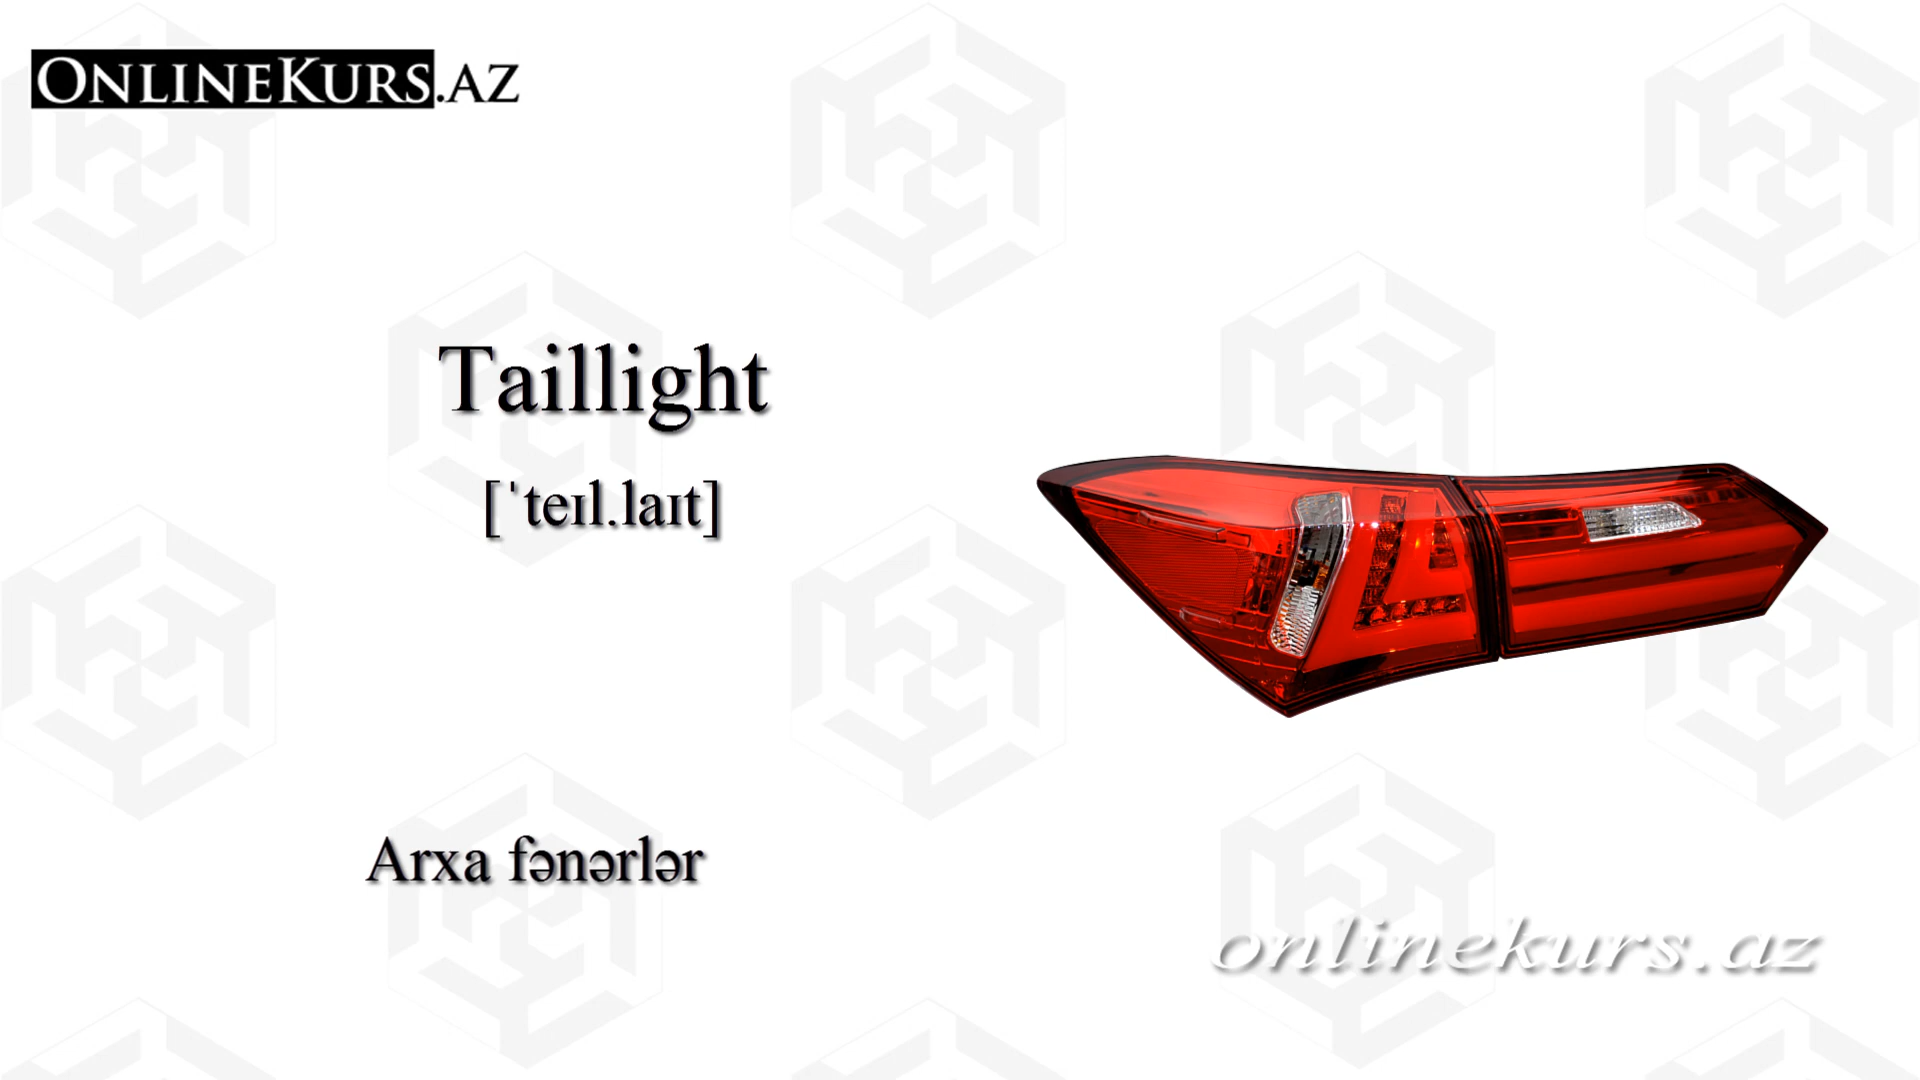 ONLINEKURS.AZ
Taillight
[ˈteɪl.laɪt]
Arxa fənərlər
onlinekurs.az